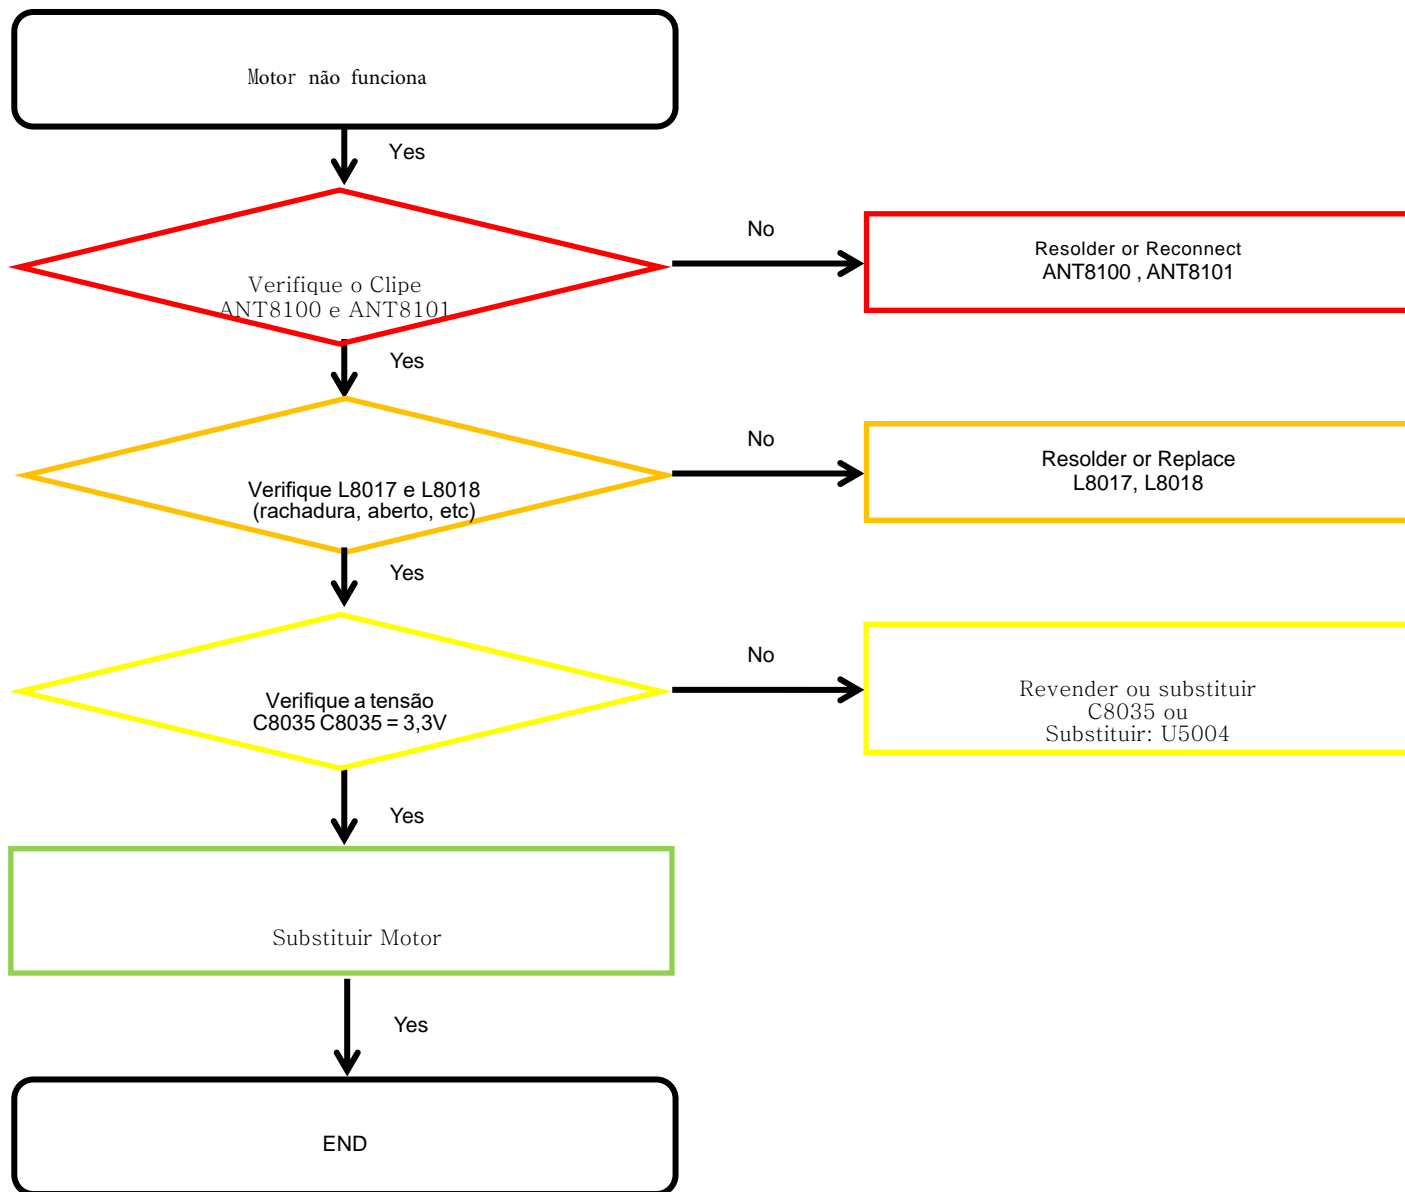 Motor não funciona
Yes
Verifique o Clipe
ANT8100 e ANT8101
No
Resolder or Reconnect
ANT8100 , ANT8101
Yes
Verifique L8017 e L8018
(rachadura, aberto, etc)
No
Resolder or Replace
L8017, L8018
Yes
Verifique a tensão
C8035 C8035 = 3,3V
No
Revender ou substituir
C8035 ou
Substituir: U5004
Yes
Substituir Motor
Yes
END